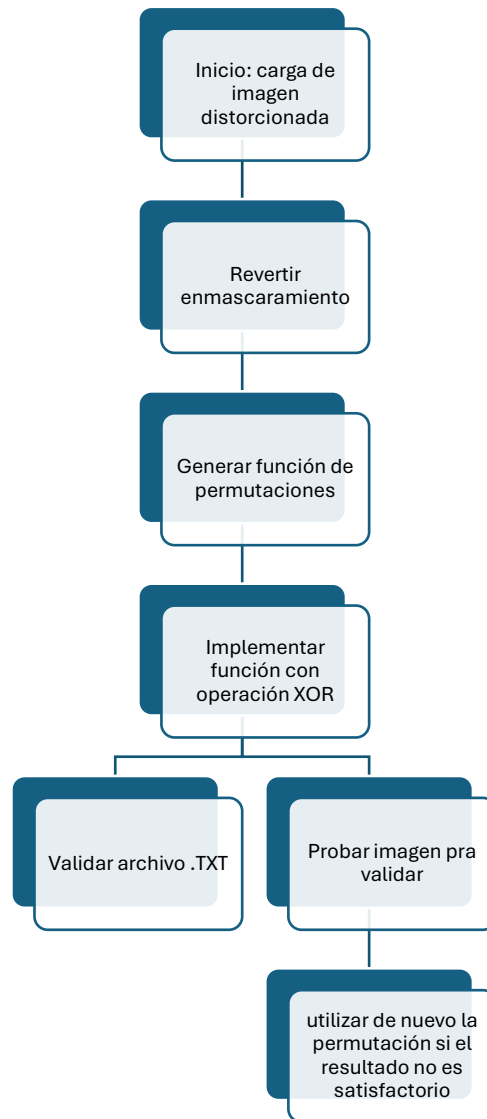 Inicio: carga de
imagen
distorcionada
Revertir
enmascaramiento
Generar función de
permutaciones
Implementar
función con
operación XOR
Validar archivo .TXT
Probar imagen pra
validar
utilizar de nuevo la
permutación si el
resultado no es
satisfactorio